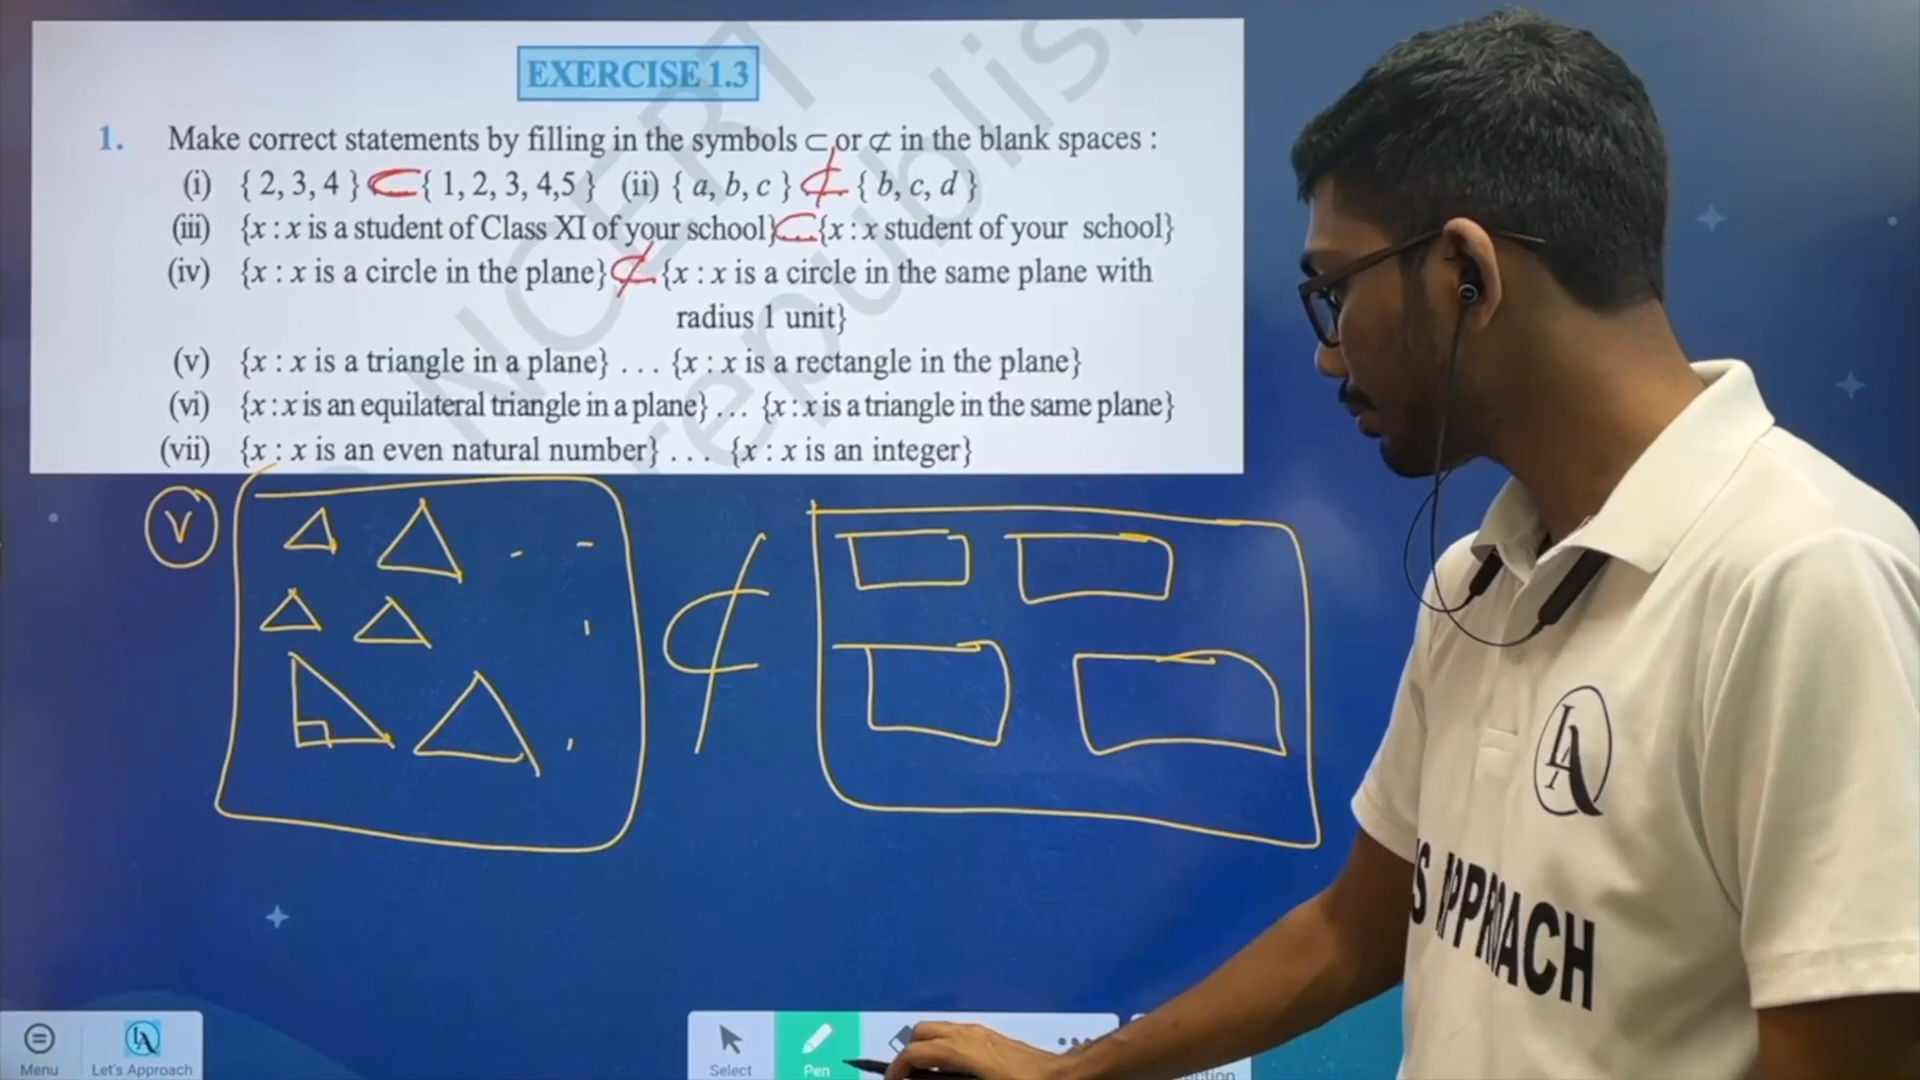 EXERCISE 1.3
1. Make correct statements by filling in the symbols ⊂ or ⊄ in the blank spaces :
(i) { 2, 3, 4 } ⊂ { 1, 2, 3, 4,5 } (ii) { a, b, c } ⊄ { b, c, d }
(iii) {x : x is a student of Class XI of your school} ⊂ {x : x student of your school}
(iv) {x : x is a circle in the plane} ⊄ {x : x is a circle in the same plane with
radius 1 unit}
(v) {x : x is a triangle in a plane} . . . {x : x is a rectangle in the plane}
(vi) {x : x is an equilateral triangle in a plane} . . . {x : x is a triangle in the same plane}
(vii) {x : x is an even natural number} . . . {x : x is an integer}
V ⊄
LA
S APPROACH
Menu
Let's Approach
Select
Pen